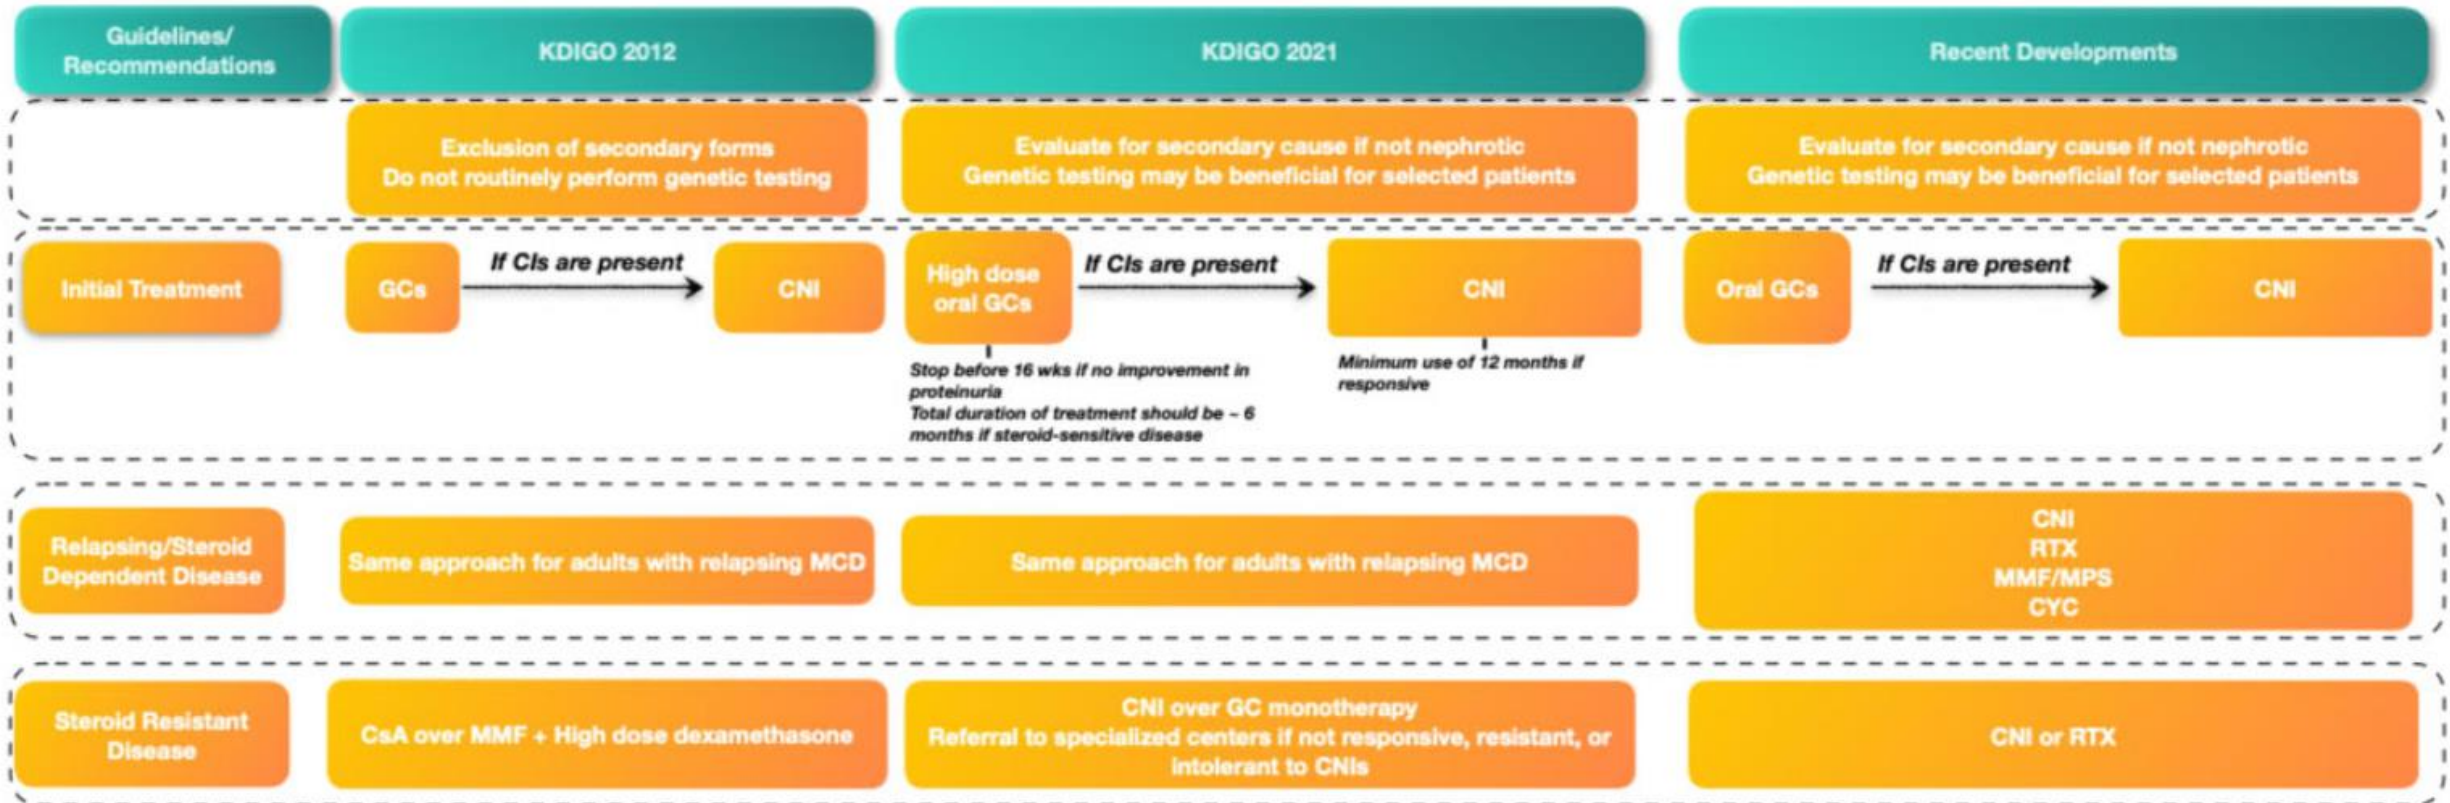 Guidelines/
Recommendations
KDIGO 2012
KDIGO 2021
Recent Developments
Exclusion of secondary forms
Do not routinely perform genetic testing
Evaluate for secondary cause if not nephrotic
Genetic testing may be beneficial for selected patients
Evaluate for secondary cause if not nephrotic
Genetic testing may be beneficial for selected patients
Initial Treatment
GCs
If CIs are present
CNI
High dose
oral GCs
If CIs are present
CNI
Oral GCs
If CIs are present
CNI
Stop before 16 wks if no improvement in
proteinuria
Total duration of treatment should be ~ 6
months if steroid-sensitive disease
Minimum use of 12 months if
responsive
Relapsing/Steroid
Dependent Disease
Same approach for adults with relapsing MCD
Same approach for adults with relapsing MCD
CNI
RTX
MMF/MPS
CYC
Steroid Resistant
Disease
CsA over MMF + High dose dexamethasone
CNI over GC monotherapy
Referral to specialized centers if not responsive, resistant, or
intolerant to CNIs
CNI or RTX